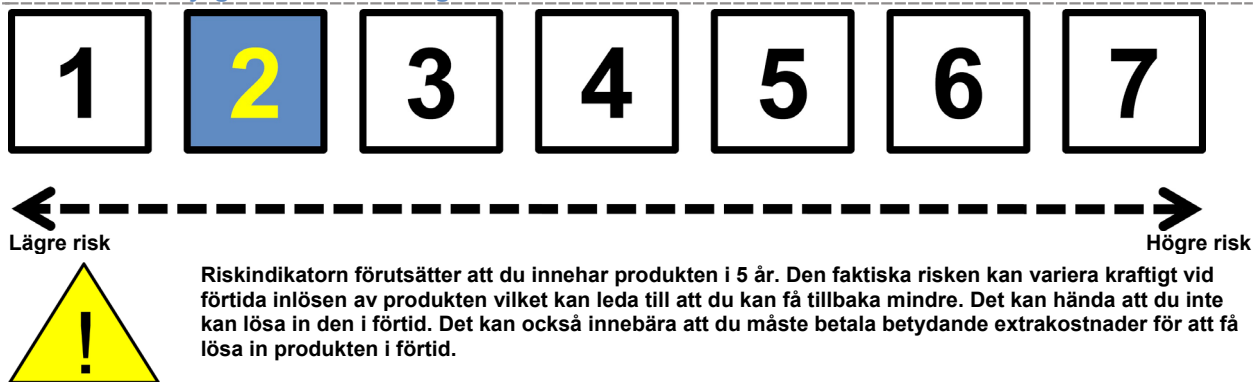 1 2 3 4 5 6 7
Lägre risk Högre risk
!
Riskindikatorn förutsätter att du innehar produkten i 5 år. Den faktiska risken kan variera kraftigt vid
förtida inlösen av produkten vilket kan leda till att du kan få tillbaka mindre. Det kan hända att du inte
kan lösa in den i förtid. Det kan också innebära att du måste betala betydande extrakostnader för att få
lösa in produkten i förtid.